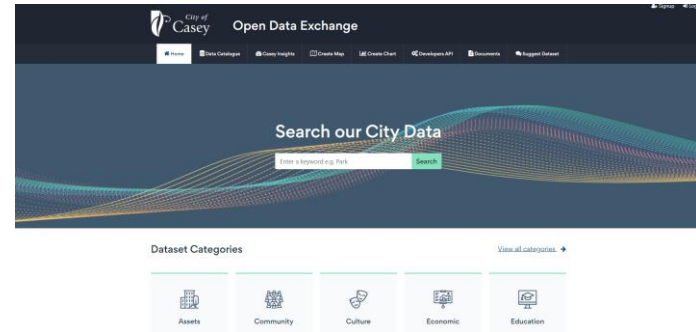 Signup
City of
Casey
Open Data Exchange
Home Data Catalogue Casey Insights Create Map Create Chart Developers API Documents Suggest Dataset
Search our City Data
Enter a keyword e.g. Park Search
Dataset Categories View all categories
Assets Community Culture Economic Education